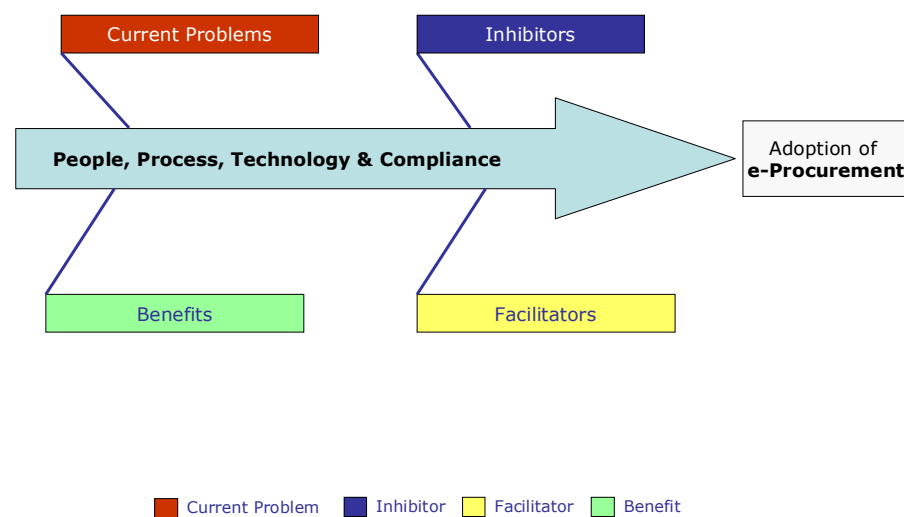 Current Problems
Inhibitors
People, Process, Technology & Compliance
Adoption of
e-Procurement
Benefits
Facilitators
Current Problem
Inhibitor
Facilitator
Benefit